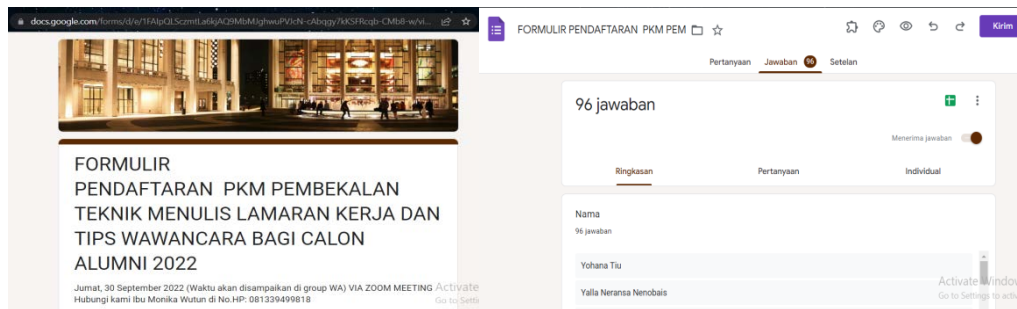 docs.google.com/forms/d/e/1FAIpQLSczmtLa6kjAQ9MbMJghwuPVJcN-cAbqgy7kKSFRcqb-CMb8-w/vi...
FORMULIR
PENDAFTARAN PKM PEMBEKALAN
TEKNIK MENULIS LAMARAN KERJA DAN
TIPS WAWANCARA BAGI CALON
ALUMNI 2022
Jumat, 30 September 2022 (Waktu akan disampaikan di group WA) VIA ZOOM MEETING
Hubungi kami Ibu Monika Wutun di No.HP: 081339499818
Activate
Go to Setti
FORMULIR PENDAFTARAN PKM PEM
Kirim
Pertanyaan Jawaban 96 Setelan
96 jawaban
Menerima jawaban
Ringkasan Pertanyaan Individual
Nama
96 jawaban
Yohana Tiu
Yalla Neransa Nenobais
Activate Window
Go to Settings to activ